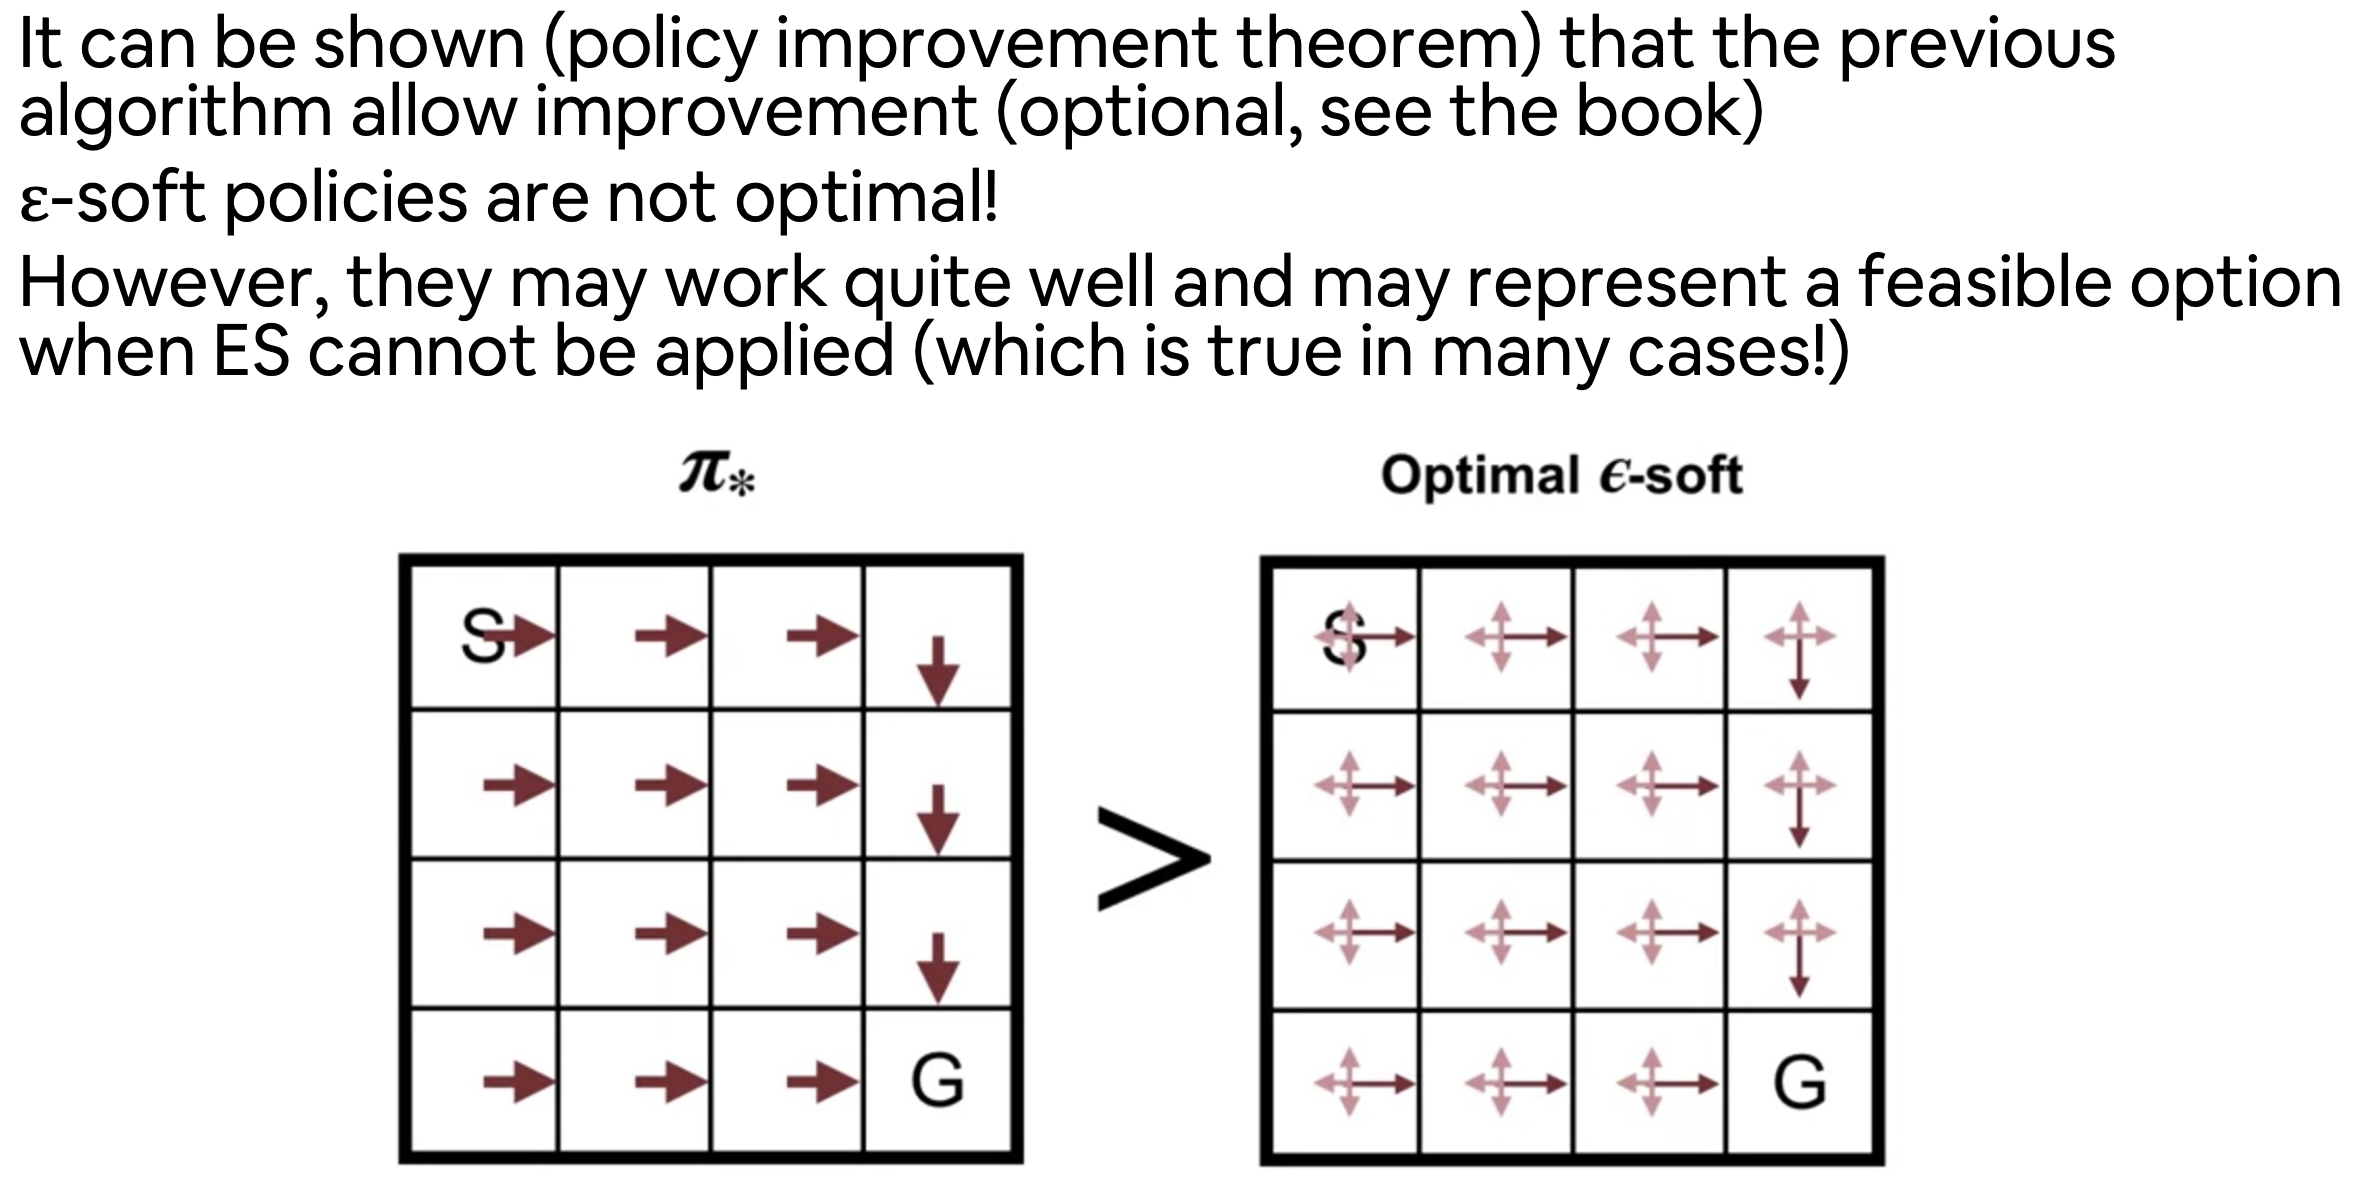 It can be shown (policy improvement theorem) that the previous
algorithm allow improvement (optional, see the book)
ε-soft policies are not optimal!
However, they may work quite well and may represent a feasible option
when ES cannot be applied (which is true in many cases!)
π* Optimal ϵ-soft
S S
>
G G